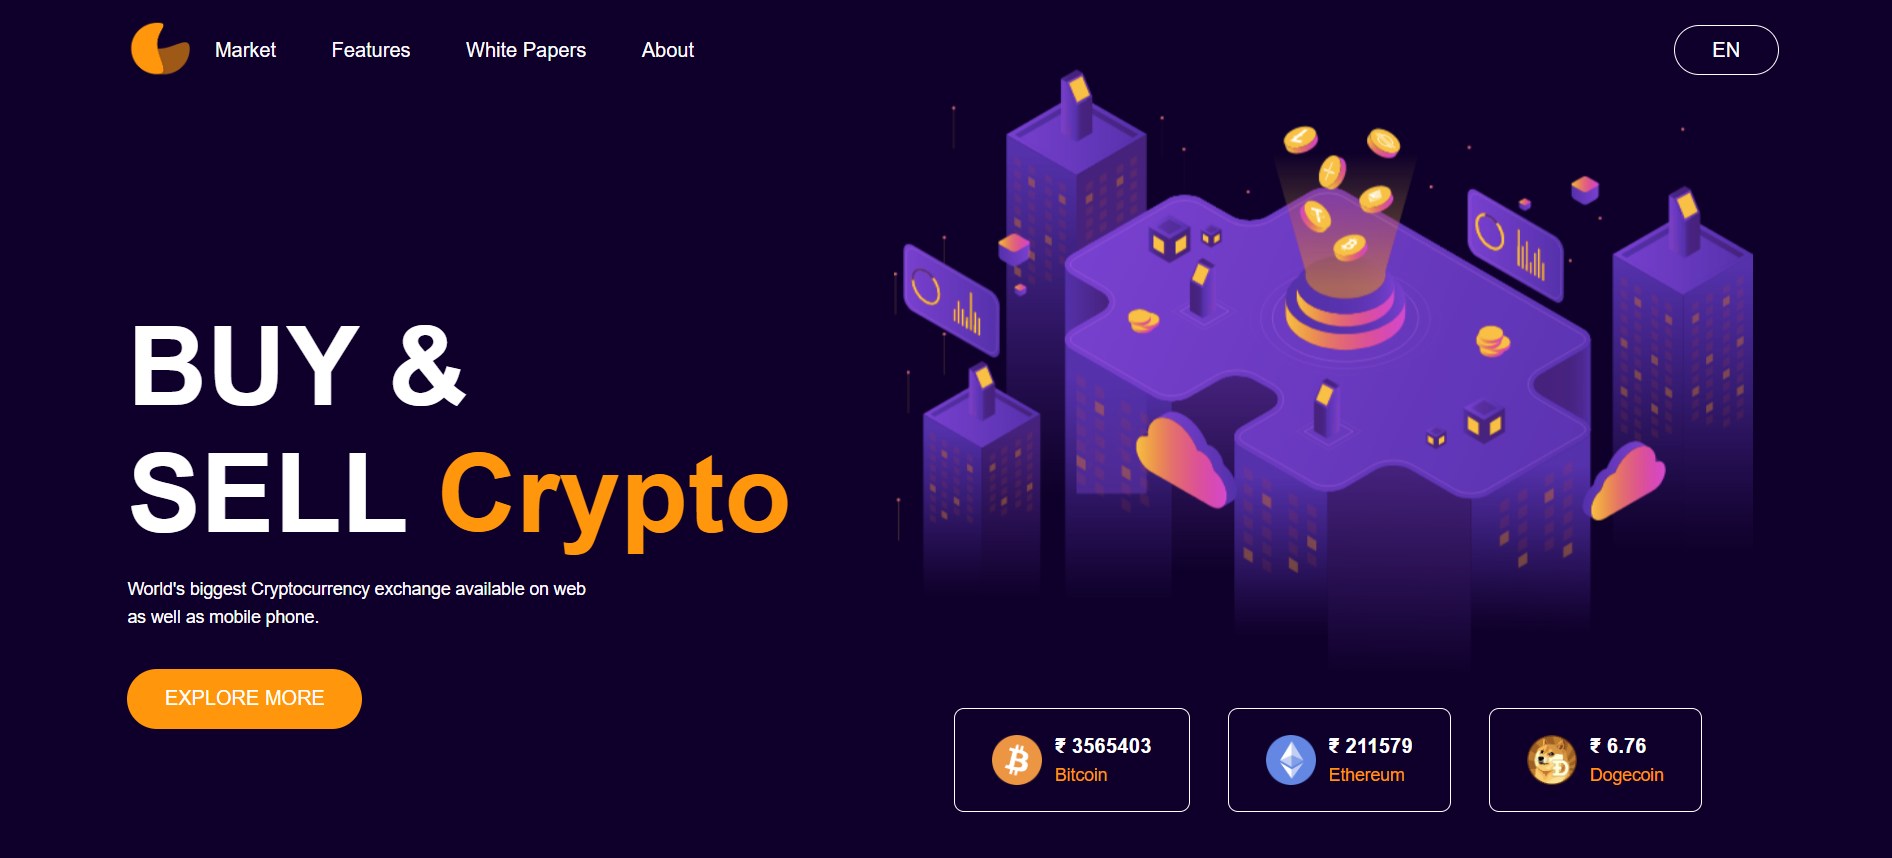 Market
Features
White Papers
About
EN
BUY &
SELL Crypto
World's biggest Cryptocurrency exchange available on web
as well as mobile phone.
EXPLORE MORE
₹ 3565403
Bitcoin
₹ 211579
Ethereum
₹ 6.76
Dogecoin